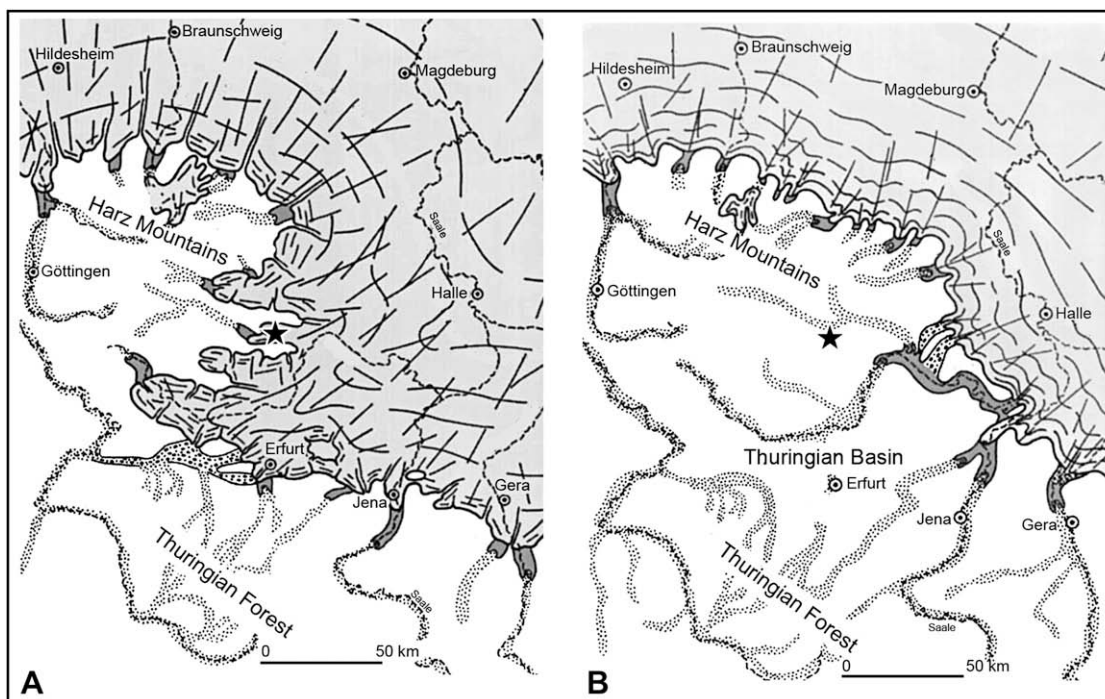 Braunschweig
Hildesheim
Magdeburg
Harz Mountains
Saale
Göttingen
Halle
Erfurt
Jena
Gera
Thuringian Forest
Saale
0 50 km
A
Braunschweig
Hildesheim
Magdeburg
Harz Mountains
Saale
Göttingen
Halle
Thuringian Basin
Erfurt
Jena
Gera
Thuringian Forest
Saale
0 50 km
B